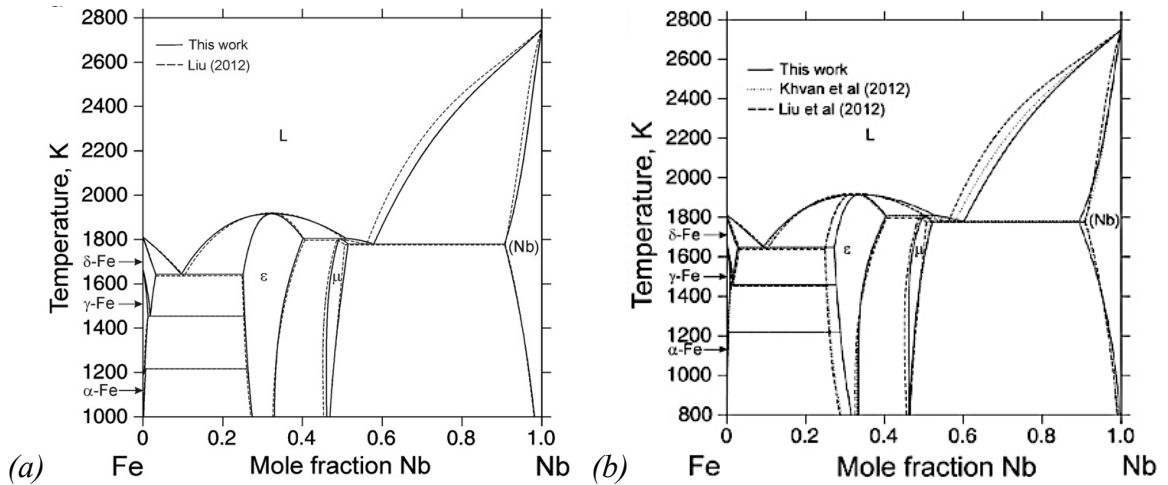 2800
2600
2400
2200
2000
1800
1600
1400
1200
1000
Temperature, K
This work
Liu (2012)
L
δ-Fe
γ-Fe
α-Fe
ε
μ
(Nb)
0 0.2 0.4 0.6 0.8 1.0
(a) Fe Mole fraction Nb Nb
2800
2600
2400
2200
2000
1800
1600
1400
1200
1000
800
Temperature, K
This work
Khvan et al (2012)
Liu et al (2012)
L
δ-Fe
γ-Fe
α-Fe
ε
μ
(Nb)
0 0.2 0.4 0.6 0.8 1.0
(b) Fe Mole fraction Nb Nb